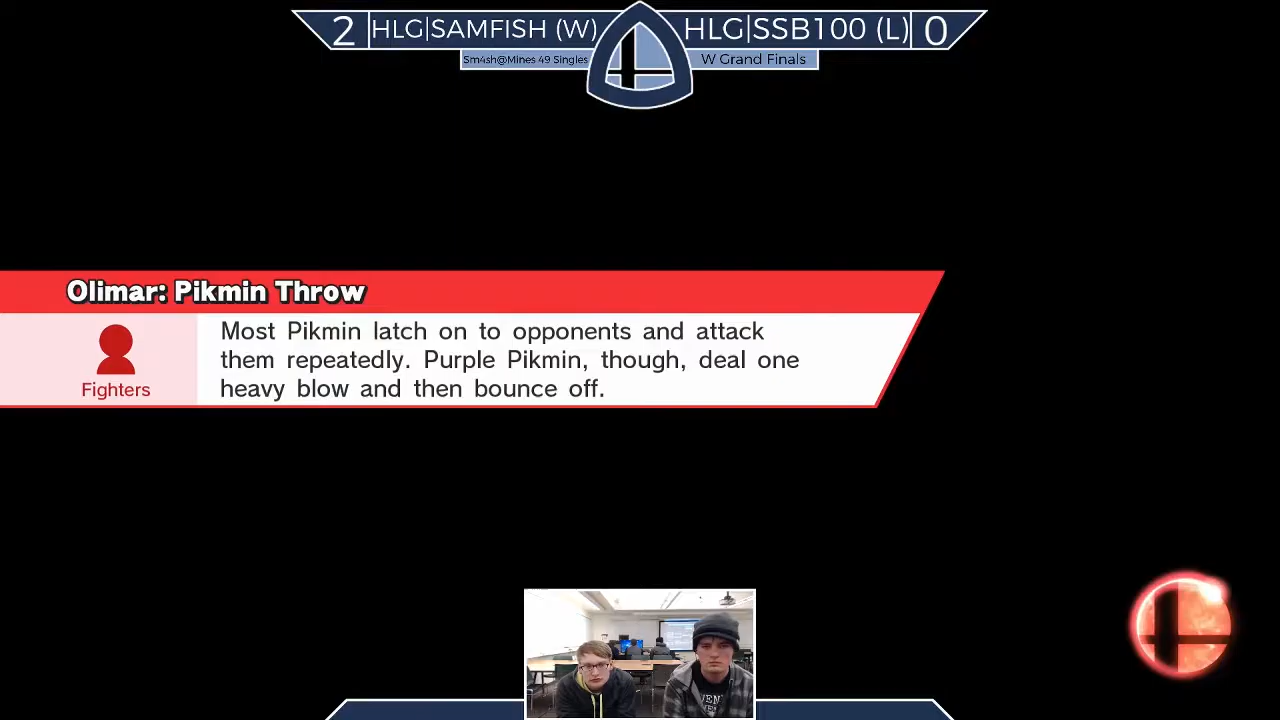 2 HLG|SAMFISH (W) HLG|SSB100 (L) 0
Sm4sh@Mines 49 Singles W Grand Finals
Olimar: Pikmin Throw
Most Pikmin latch on to opponents and attack
them repeatedly. Purple Pikmin, though, deal one
heavy blow and then bounce off.
Fighters